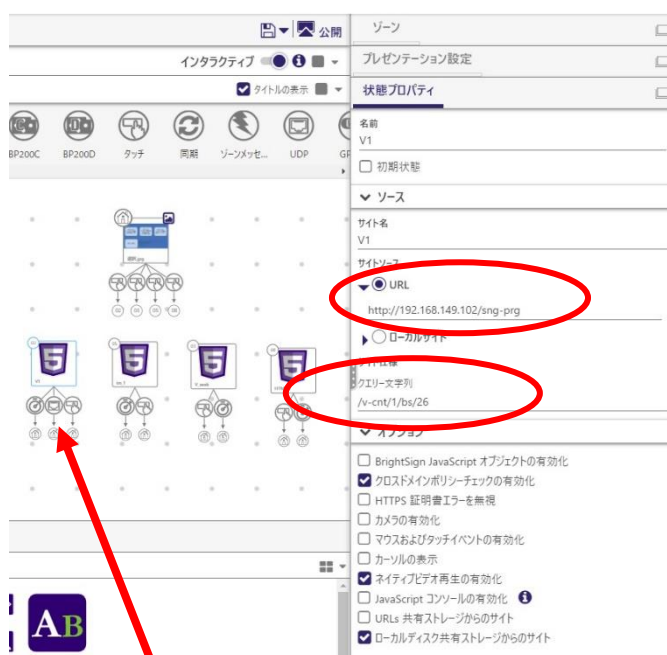 公開
インタラクティブ
タイトルの表示
BP200C
BP200D
タッチ
同期
ゾーンメッセ...
UDP
V1
AB
ゾーン
プレゼンテーション設定
状態プロパティ
名前
V1
初期状態
ソース
サイト名
V1
サイトソース
URL
http://192.168.149.102/sng-prg
ローカルサイト
クエリー文字列
/v-cnt/1/bs/26
オプション
BrightSign JavaScript オブジェクトの有効化
クロスドメインポリシーチェックの有効化
HTTPS 証明書エラーを無視
カメラの有効化
マウスおよびタッチイベントの有効化
カーソルの表示
ネイティブビデオ再生の有効化
JavaScript コンソールの有効化
URLs 共有ストレージからのサイト
ローカルディスク共有ストレージからのサイト